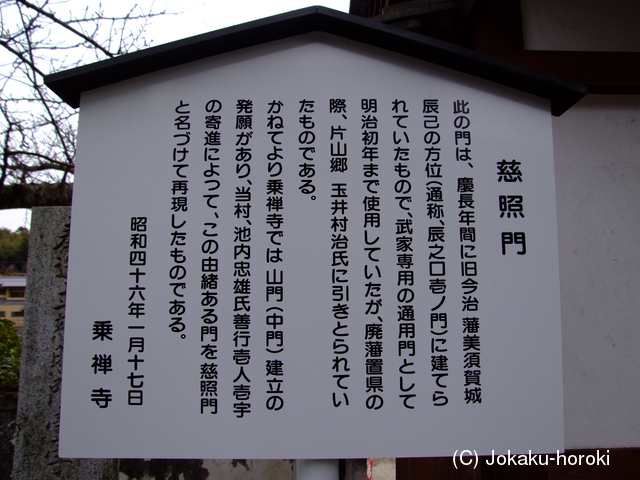 慈照門
此の門は、慶長年間に旧今治 藩美須賀城
辰己の方位(通称、辰之口壱ノ門)に建てら
れていたもので、武家専用の通用門として
明治初年まで使用していたが、廃藩置県の
際、片山郷 玉井村治氏に引きとられてい
たものである。
かねてより乗禅寺では 山門(中門)建立の
発願があり、当村、池内忠雄氏善行壱人壱宇
の寄進によって、この由緒ある門を 慈照門
と名づけて再現したものである。
昭和四十六年一月十七日
乗禅寺
(C) Jokaku-horoki